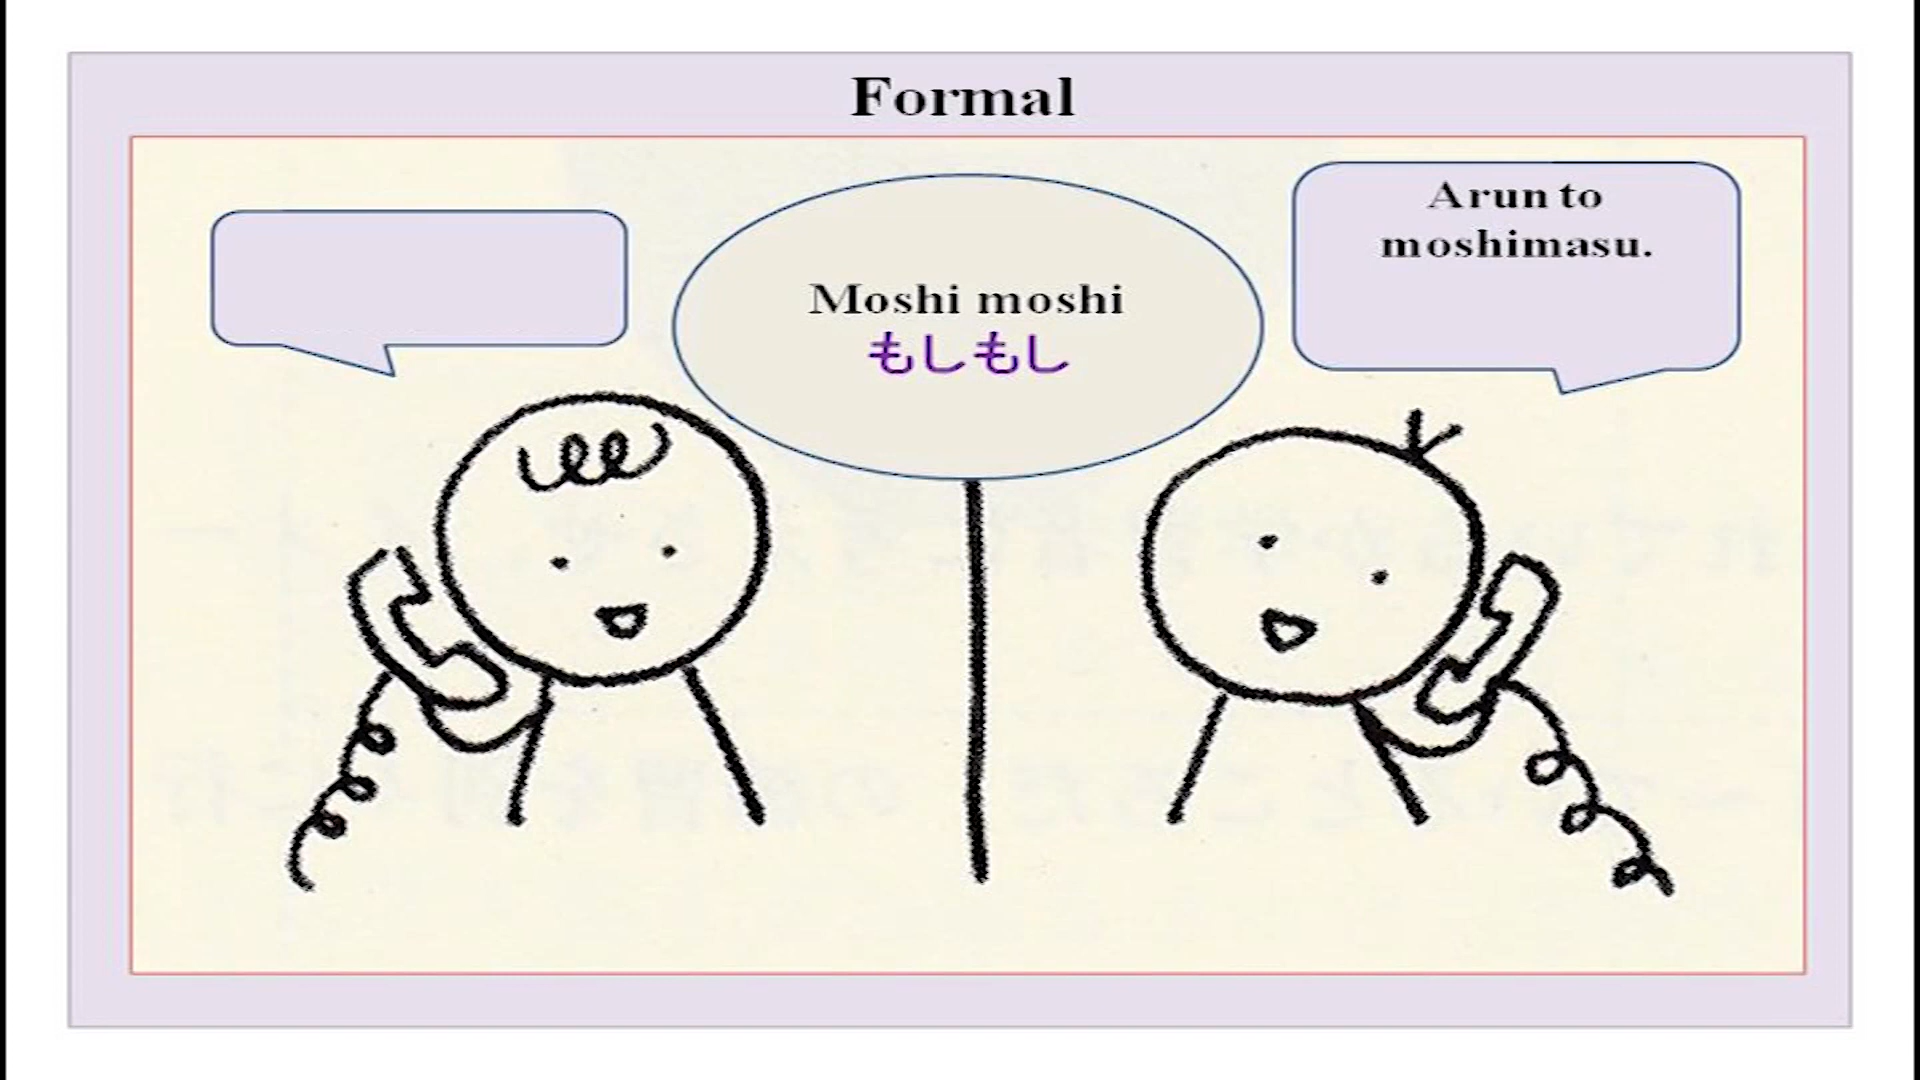 Formal
Moshi moshi
もしもし
Arun to
moshimasu.